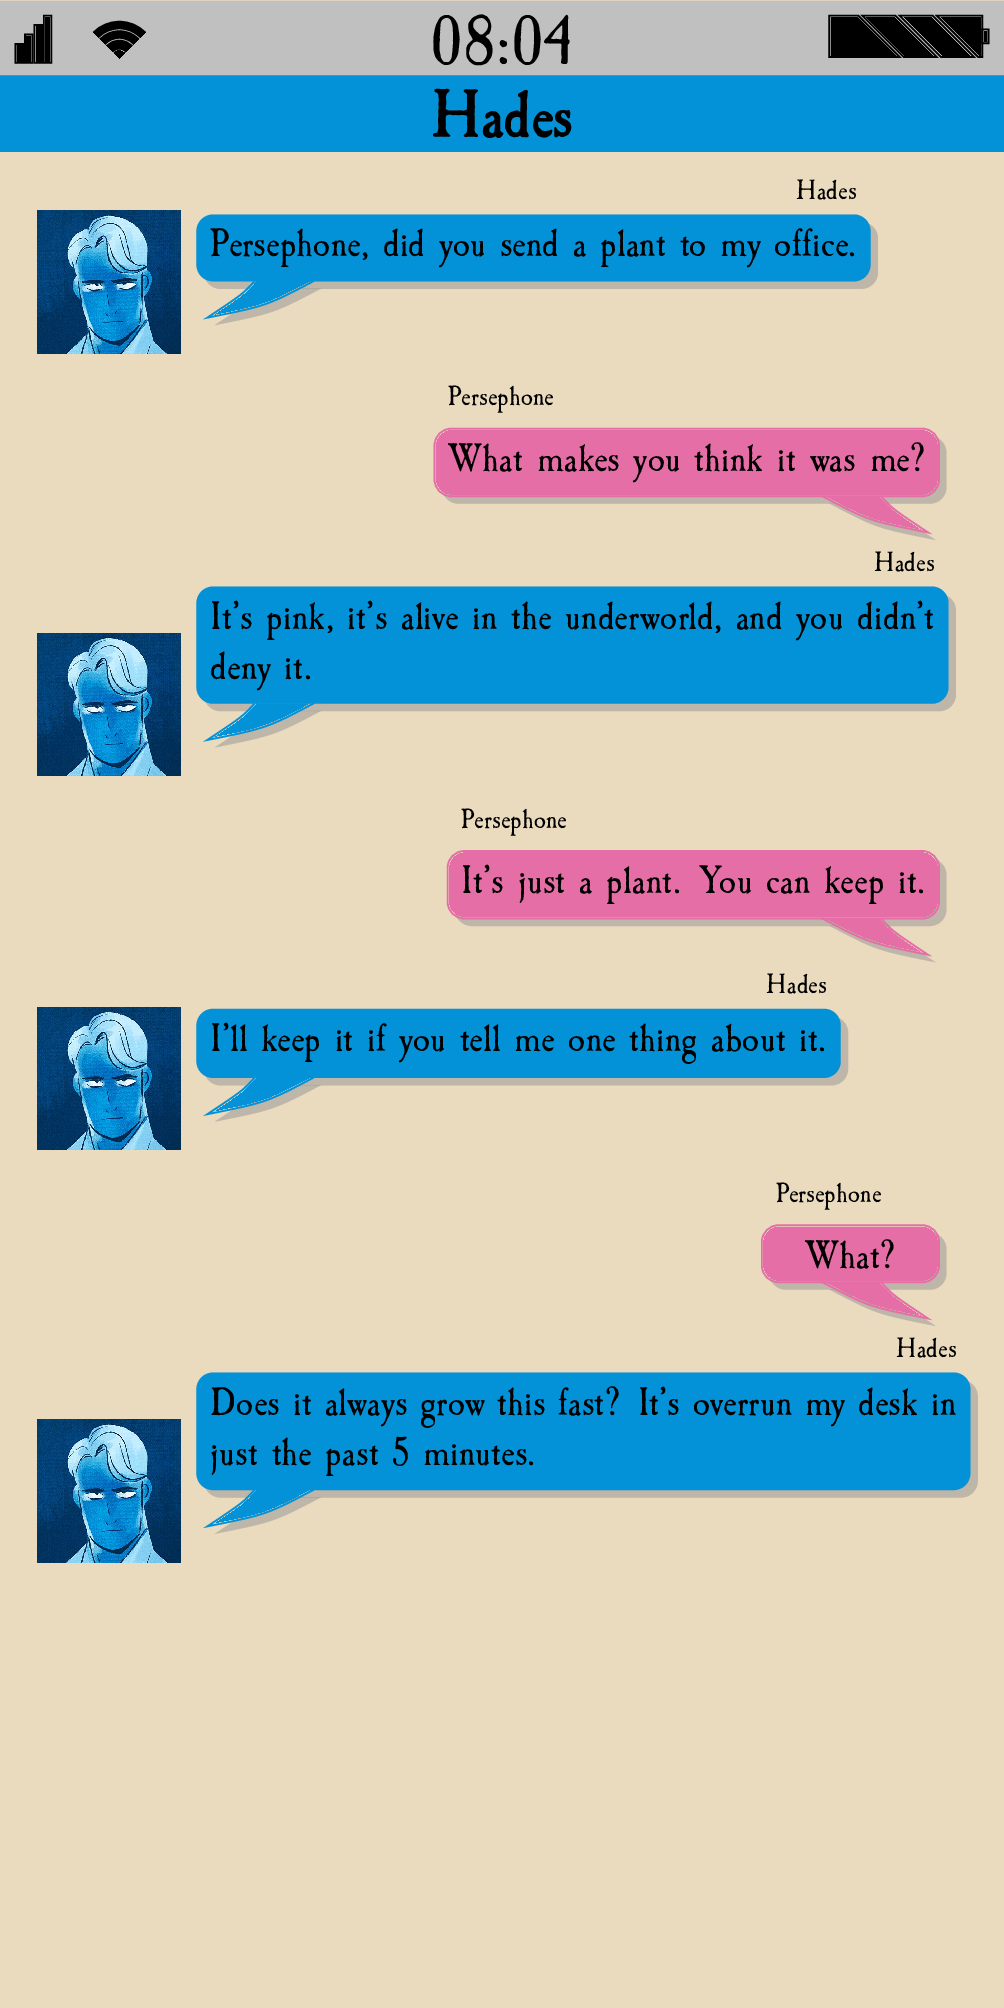 08:04
Hades
Hades
Persephone, did you send a plant to my office.
Persephone
What makes you think it was me?
Hades
It's pink, it's alive in the underworld, and you didn't
deny it.
Persephone
It's just a plant. You can keep it.
Hades
I'll keep it if you tell me one thing about it.
Persephone
What?
Hades
Does it always grow this fast? It's overrun my desk in
just the past 5 minutes.